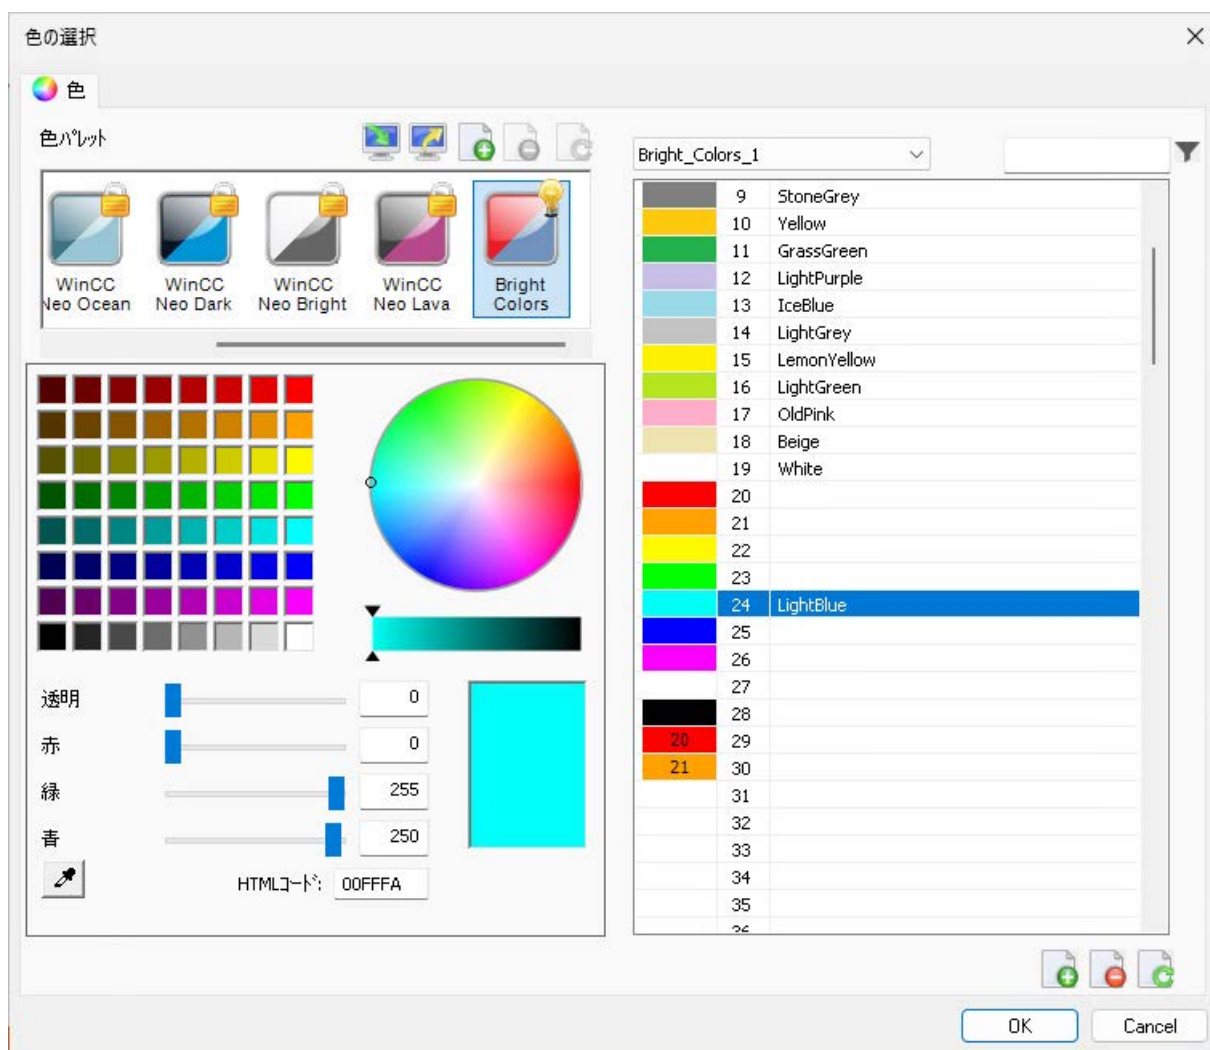 色の選択
色
色パレット
WinCC
Neo Ocean
WinCC
Neo Dark
WinCC
Neo Bright
WinCC
Neo Lava
Bright
Colors
透明 0
赤 0
緑 255
青 250
HTMLコード: 00FFFA
Bright_Colors_1
9 StoneGrey
10 Yellow
11 GrassGreen
12 LightPurple
13 IceBlue
14 LightGrey
15 LemonYellow
16 LightGreen
17 OldPink
18 Beige
19 White
20
21
22
23
24 LightBlue
25
26
27
28
20 29
21 30
31
32
33
34
35
OK Cancel